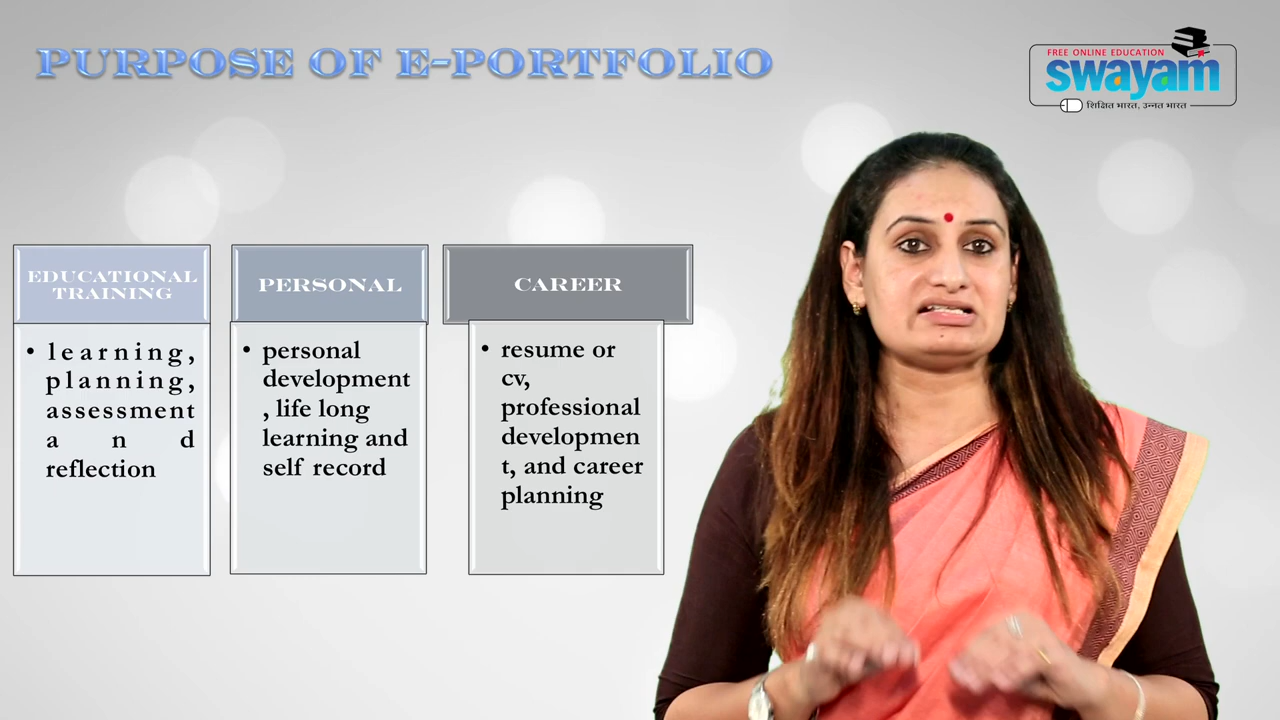 PURPOSE OF E-PORTFOLIO
FREE ONLINE EDUCATION
swayam
शिक्षित भारत, उन्नत भारत
EDUCATIONAL
TRAINING
• learning,
planning,
assessment
and
reflection
PERSONAL
• personal
development
, life long
learning and
self record
CAREER
• resume or
cv,
professional
developmen
t, and career
planning